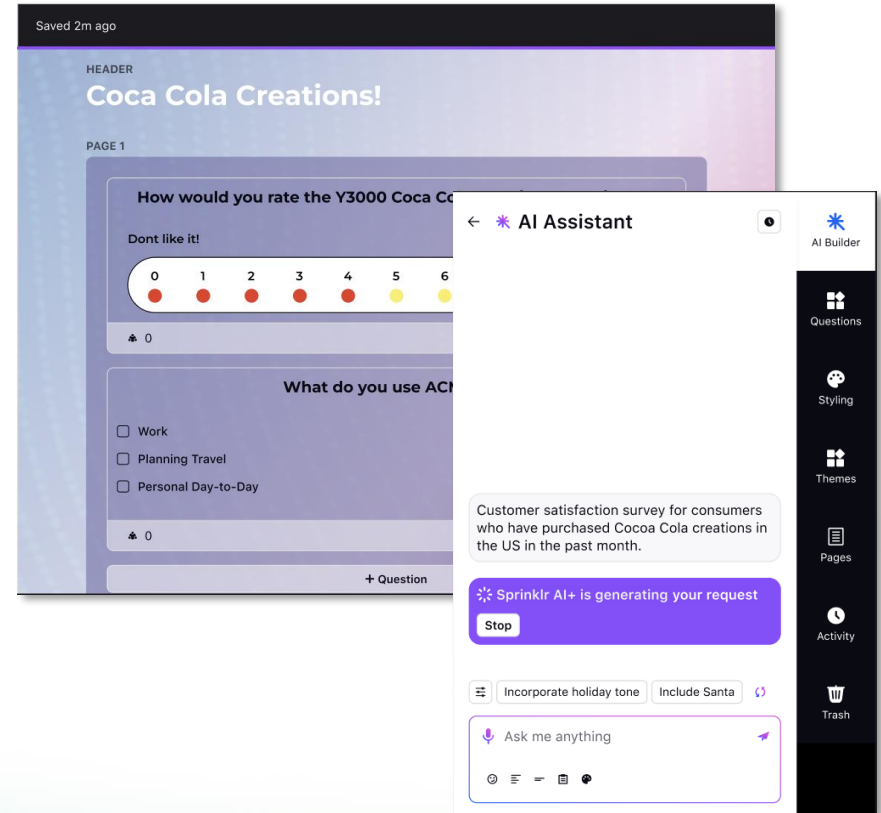 Saved 2m ago
HEADER
Coca Cola Creations!
PAGE 1
How would you rate the Y3000 Coca
Dont like it!
0 1 2 3 4 5 6
0
What do you use
Work
Planning Travel
Personal Day-to-Day
0
+ Question
AI Assistant
Customer satisfaction survey for consumers
who have purchased Cocoa Cola creations in
the US in the past month.
Sprinklr AI+ is generating your request
Stop
Incorporate holiday tone Include Santa
Ask me anything
AI Builder
Questions
Styling
Themes
Pages
Activity
Trash